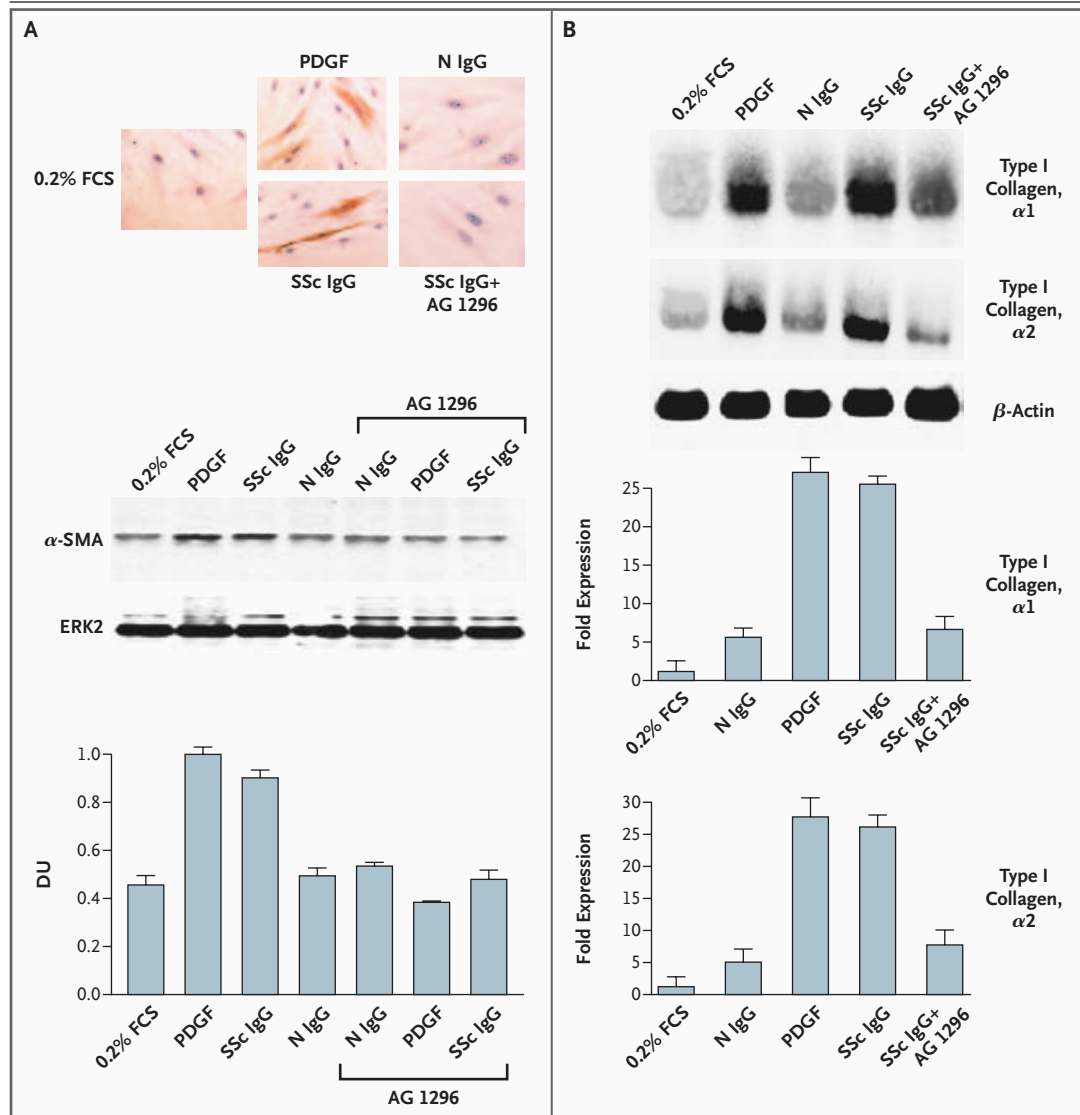 A
PDGF
N IgG
0.2% FCS
SSc IgG
SSc IgG+
AG 1296
AG 1296
0.2% FCS
PDGF
SSc IgG
N IgG
N IgG
PDGF
SSc IgG
α-SMA
ERK2
1.0
0.8
0.6
0.4
0.2
0.0
DU
0.2% FCS
PDGF
SSc IgG
N IgG
N IgG
PDGF
SSc IgG
AG 1296
B
0.2% FCS
PDGF
N IgG
SSc IgG
SSc IgG+
AG 1296
Type I
Collagen,
α1
Type I
Collagen,
α2
β-Actin
25
20
15
10
5
0
Fold Expression
Type I
Collagen,
α1
0.2% FCS
N IgG
PDGF
SSc IgG
SSc IgG+
AG 1296
30
25
20
15
10
5
0
Fold Expression
Type I
Collagen,
α2
0.2% FCS
N IgG
PDGF
SSc IgG
SSc IgG+
AG 1296